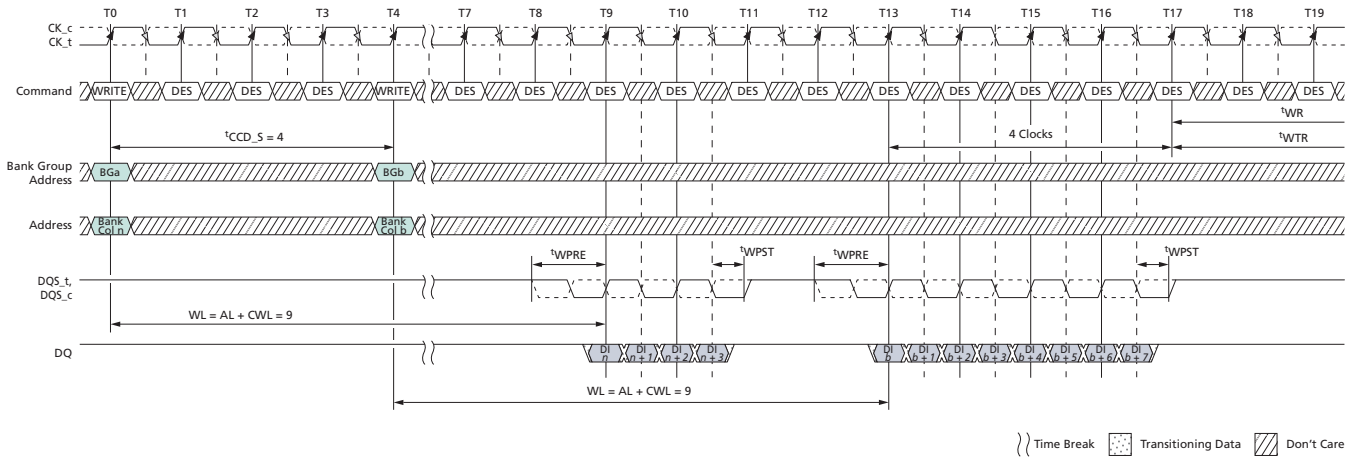 T0 T1 T2 T3 T4 T7 T8 T9 T10 T11 T12 T13 T14 T15 T16 T17 T18 T19
CK_c
CK_t
Command WRITE DES DES DES WRITE DES DES DES DES DES DES DES DES DES DES DES DES DES
tWR
tCCD_S = 4 4 Clocks tWTR
Bank Group
Address BGa BGb
Address Bank Col n Bank Col b
tWPRE tWPST tWPRE tWPST
DQS_t,
DQS_c
WL = AL + CWL = 9
DQ DI n DI n + 1 DI n + 2 DI n + 3 DI b DI b + 1 DI b + 2 DI b + 3 DI b + 4 DI b + 5 DI b + 6 DI b + 7
WL = AL + CWL = 9
Time Break Transitioning Data Don't Care